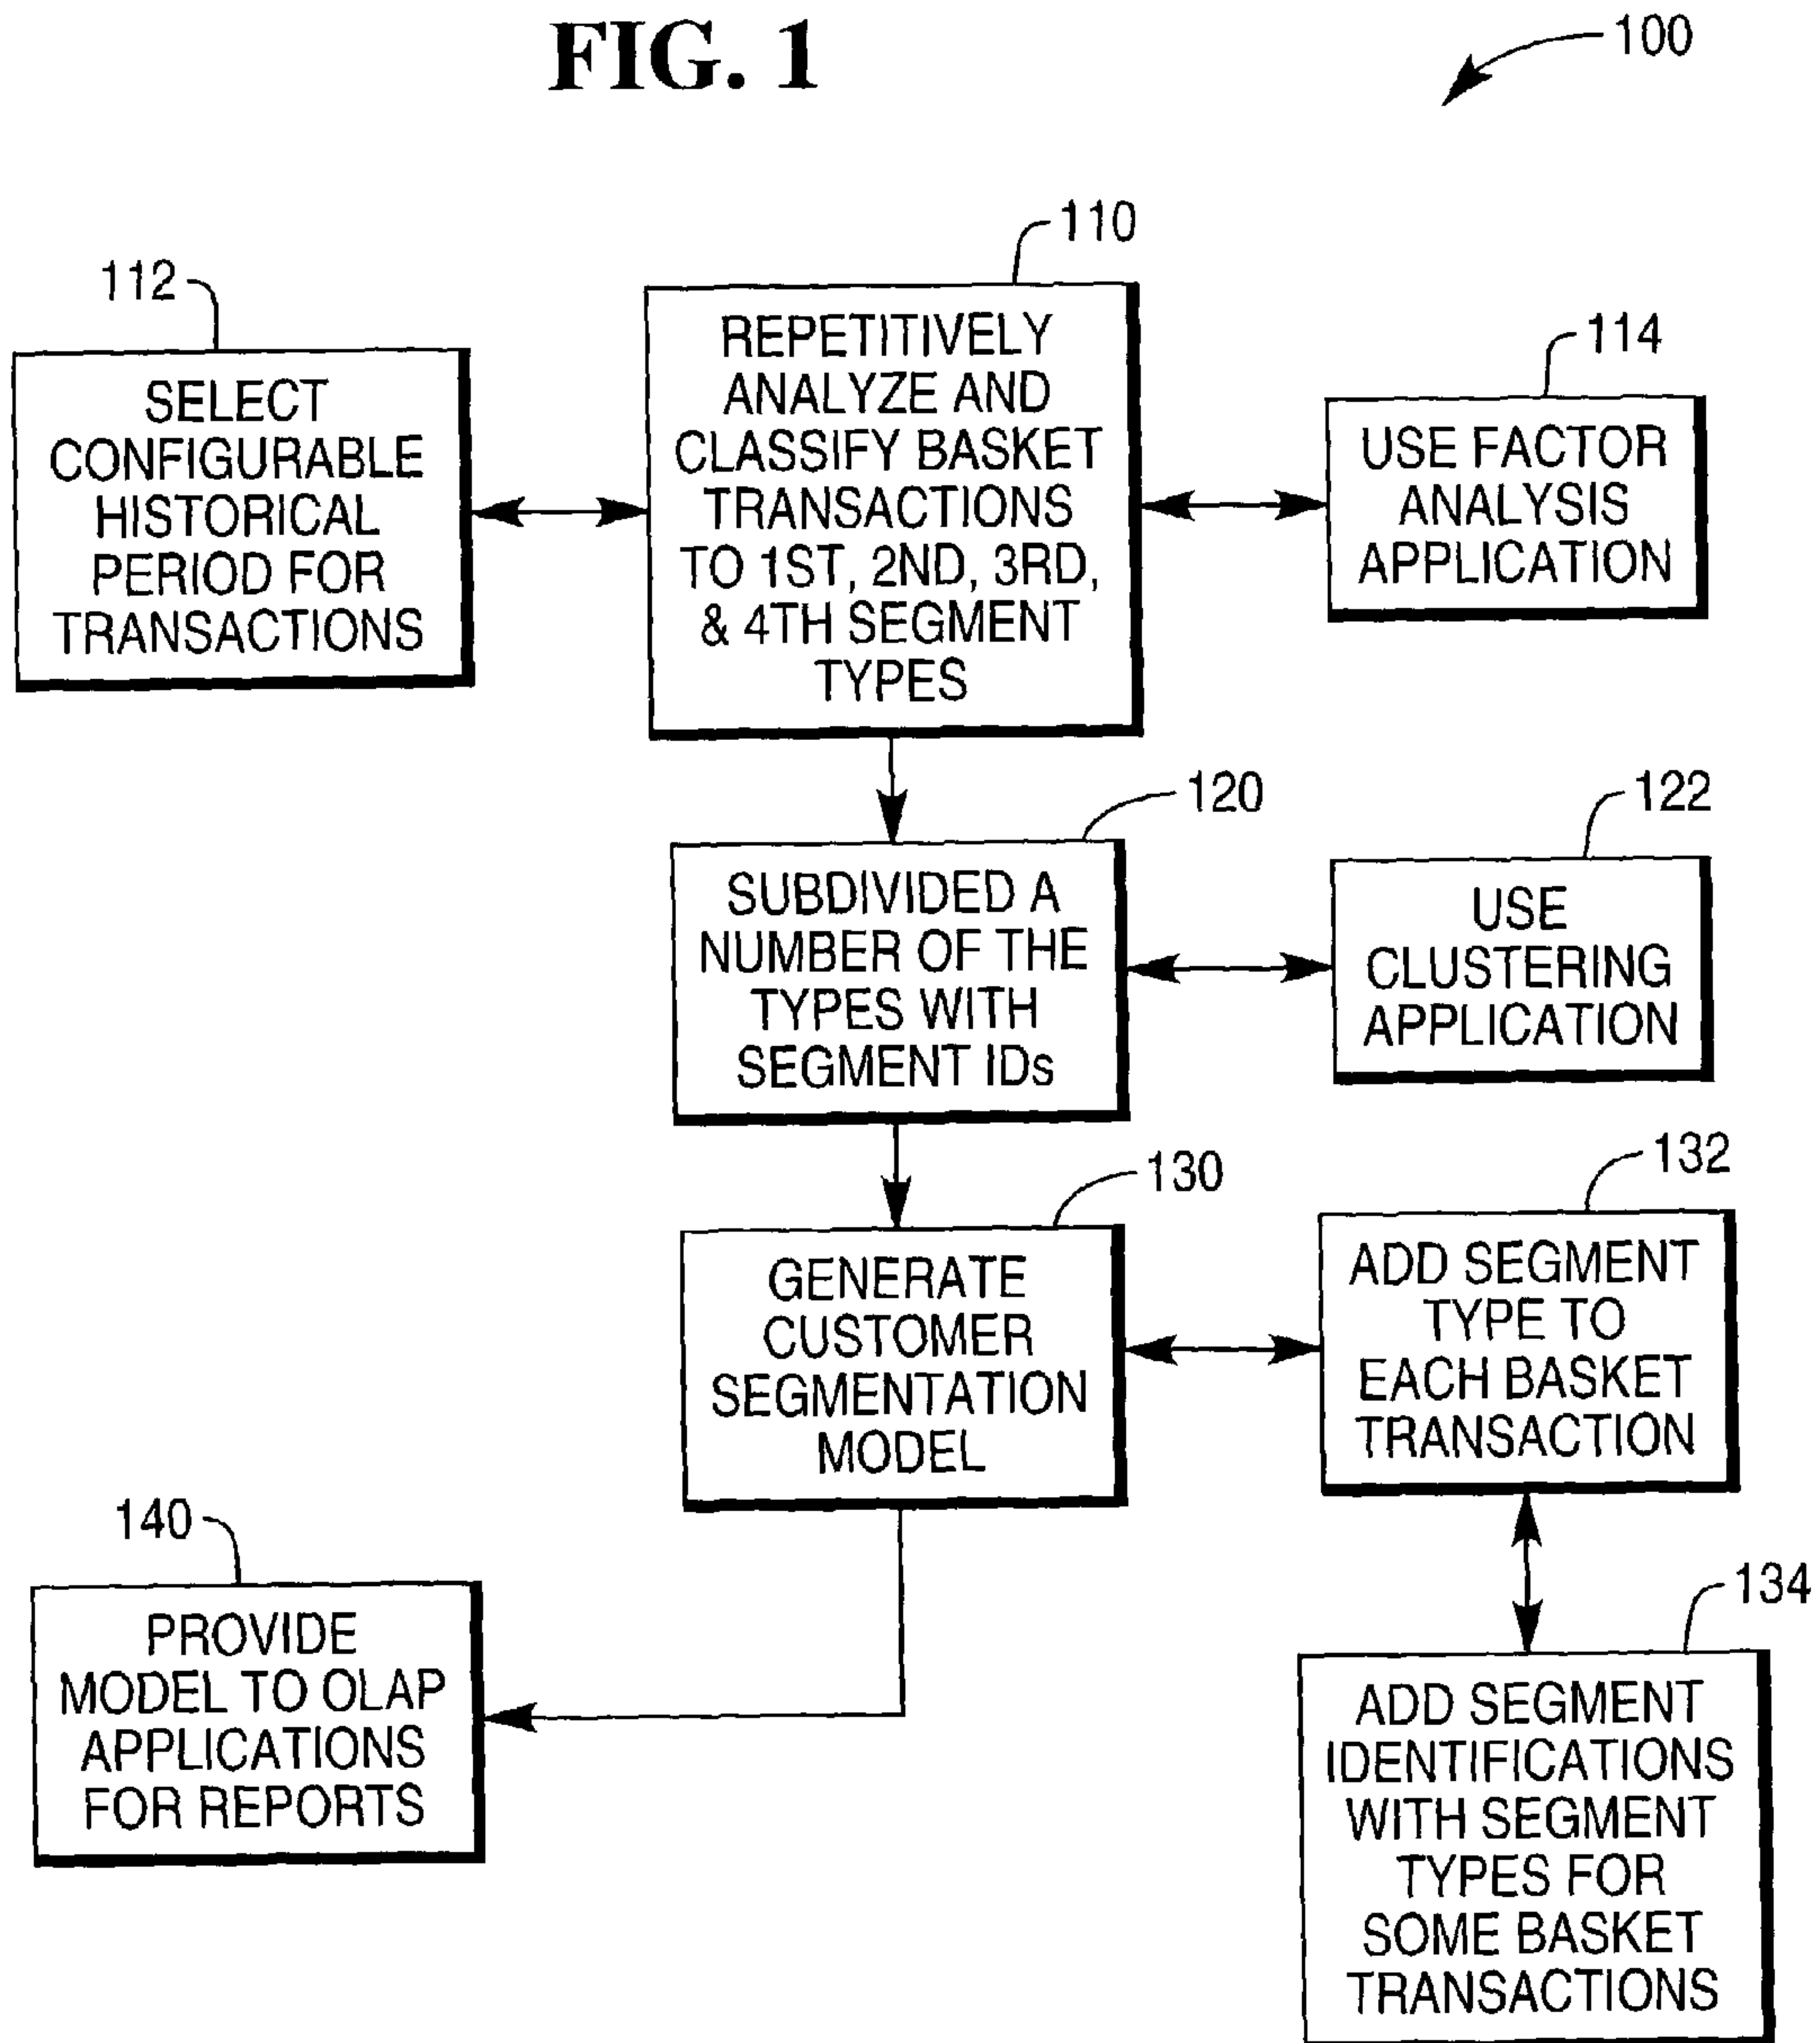 FIG. 1
100
110
112
REPETITIVELY
ANALYZE AND
CLASSIFY BASKET
TRANSACTIONS
TO 1ST, 2ND, 3RD,
& 4TH SEGMENT
TYPES
SELECT
CONFIGURABLE
HISTORICAL
PERIOD FOR
TRANSACTIONS
114
USE FACTOR
ANALYSIS
APPLICATION
120
SUBDIVIDED A
NUMBER OF THE
TYPES WITH
SEGMENT IDs
122
USE
CLUSTERING
APPLICATION
130
GENERATE
CUSTOMER
SEGMENTATION
MODEL
132
ADD SEGMENT
TYPE TO
EACH BASKET
TRANSACTION
140
PROVIDE
MODEL TO OLAP
APPLICATIONS
FOR REPORTS
134
ADD SEGMENT
IDENTIFICATIONS
WITH SEGMENT
TYPES FOR
SOME BASKET
TRANSACTIONS